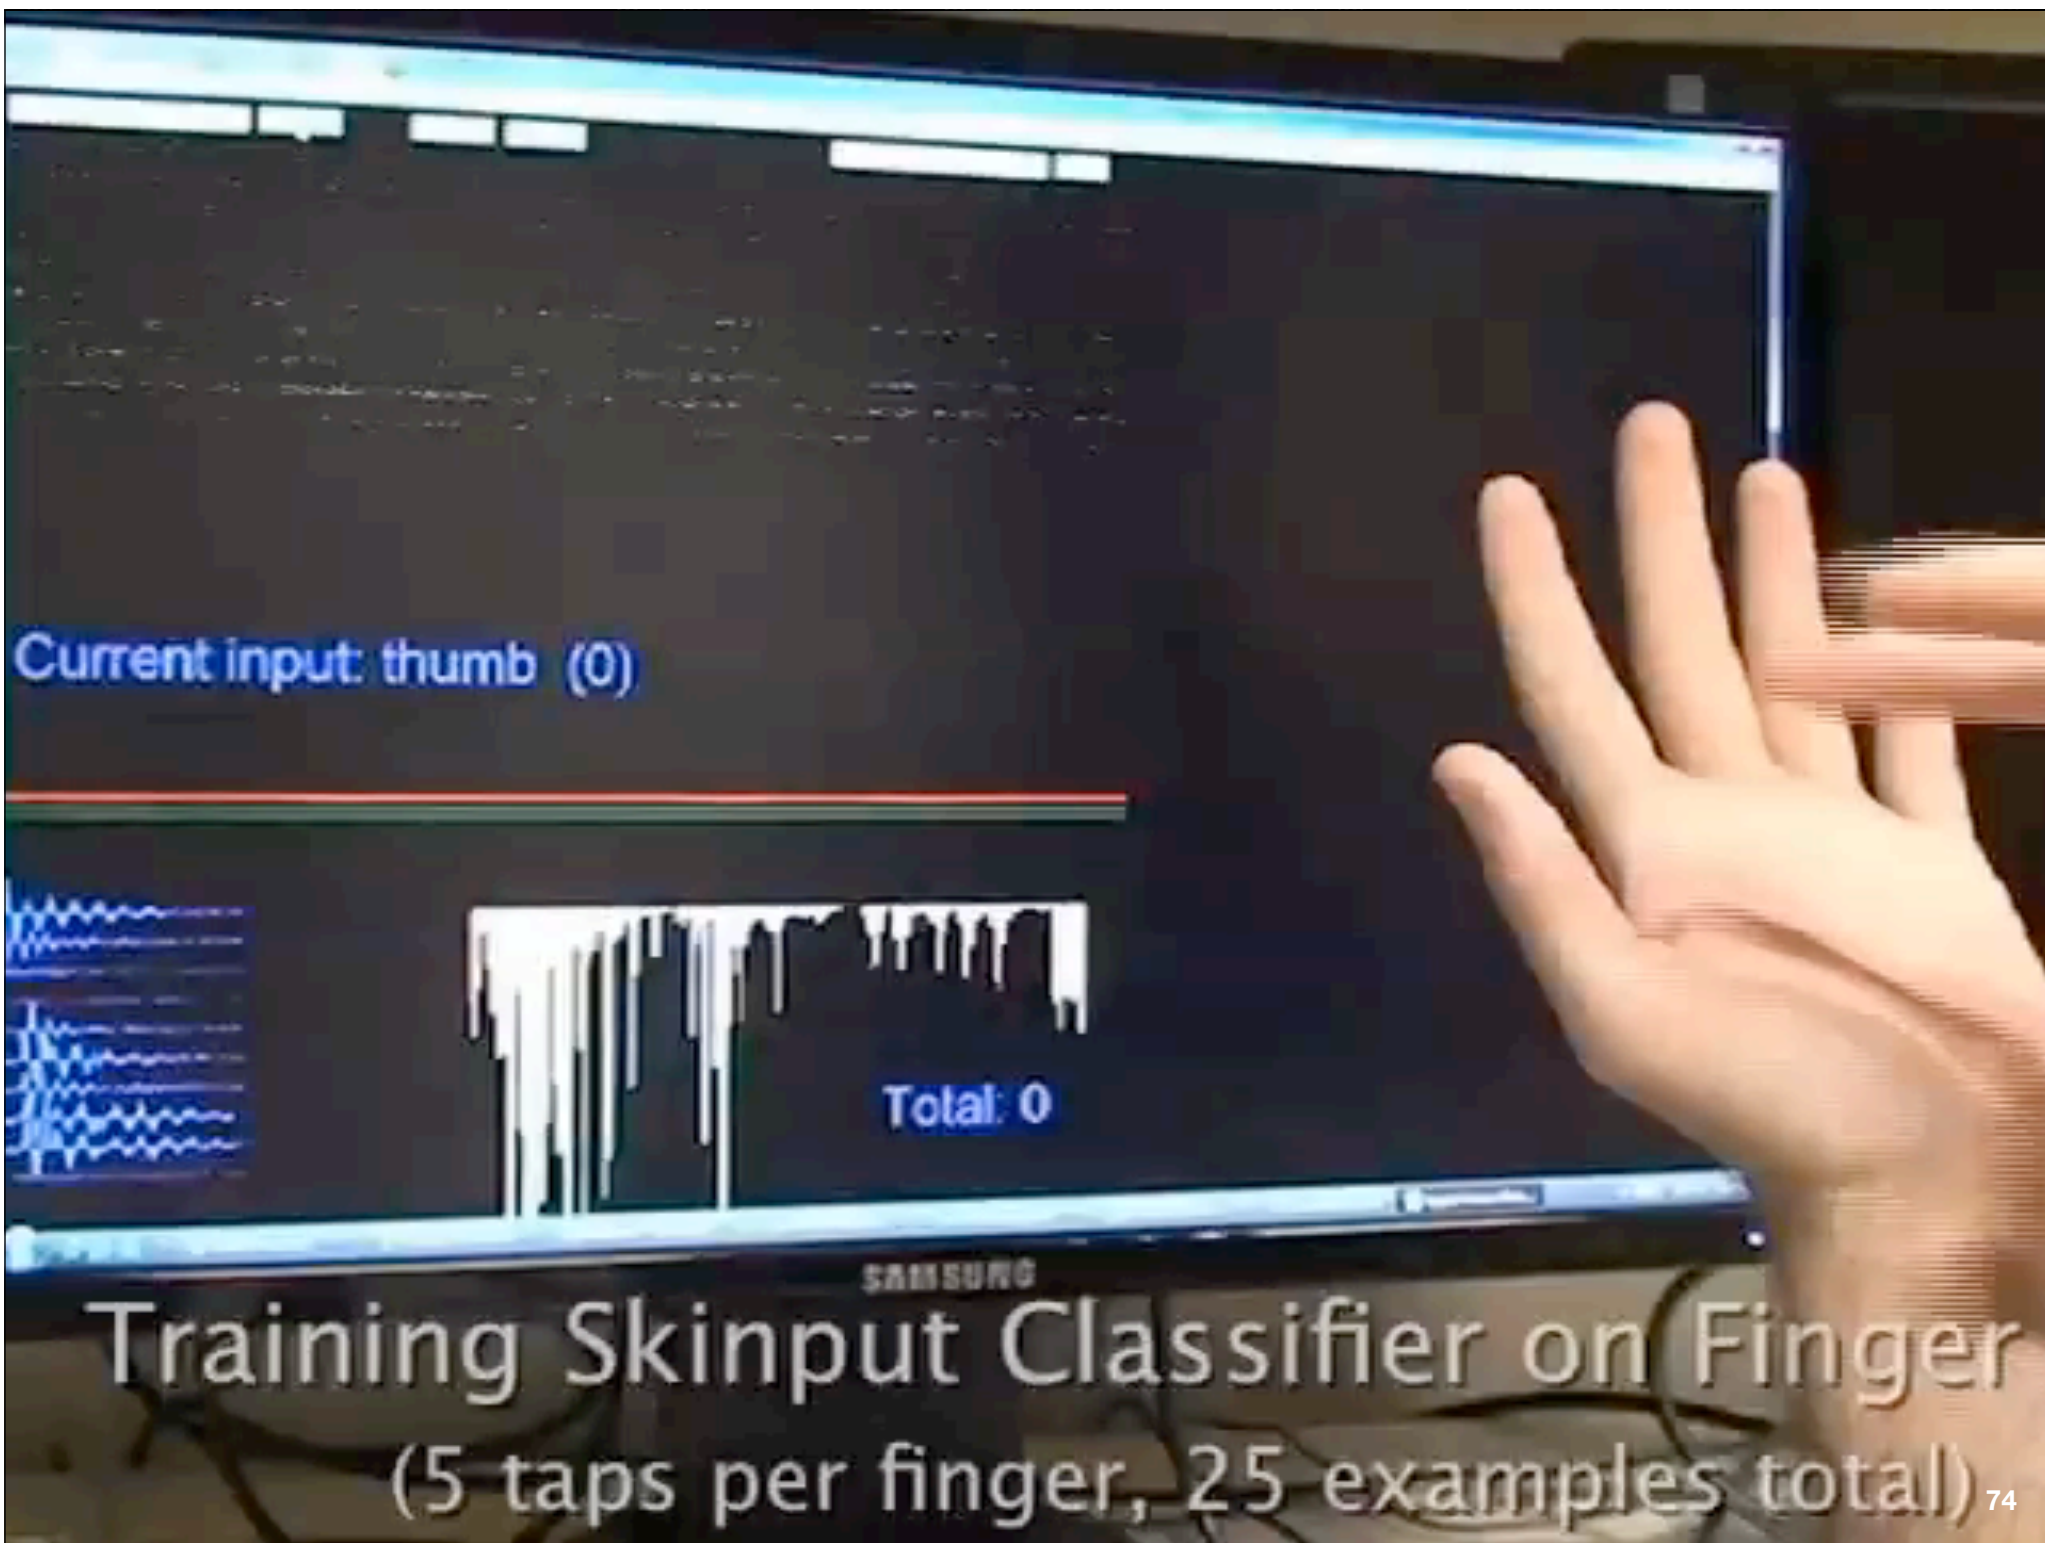 Current input: thumb (0)
Total: 0
SAMSUNG
Training Skinput Classifier on Finger
(5 taps per finger, 25 examples total)
74